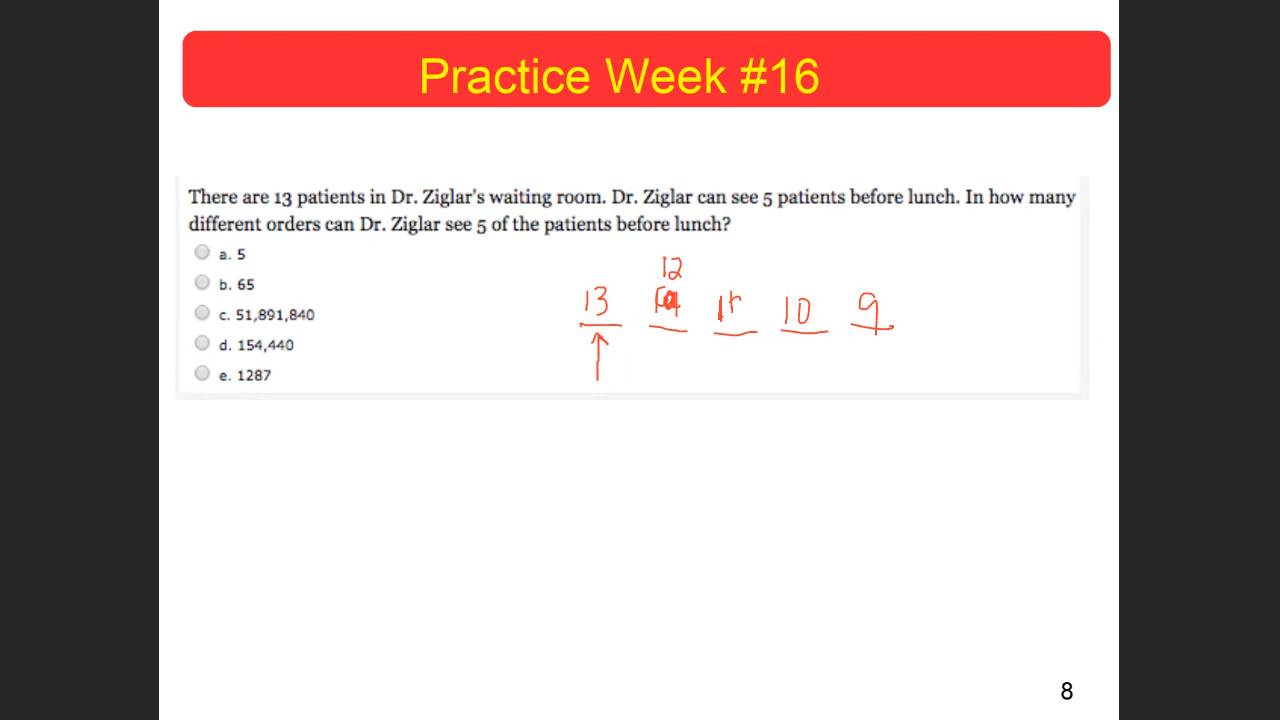 Practice Week #16
There are 13 patients in Dr. Ziglar's waiting room. Dr. Ziglar can see 5 patients before lunch. In how many
different orders can Dr. Ziglar see 5 of the patients before lunch?
a. 5
b. 65
c. 51,891,840
d. 154,440
e. 1287
12
13 11 10 9
8